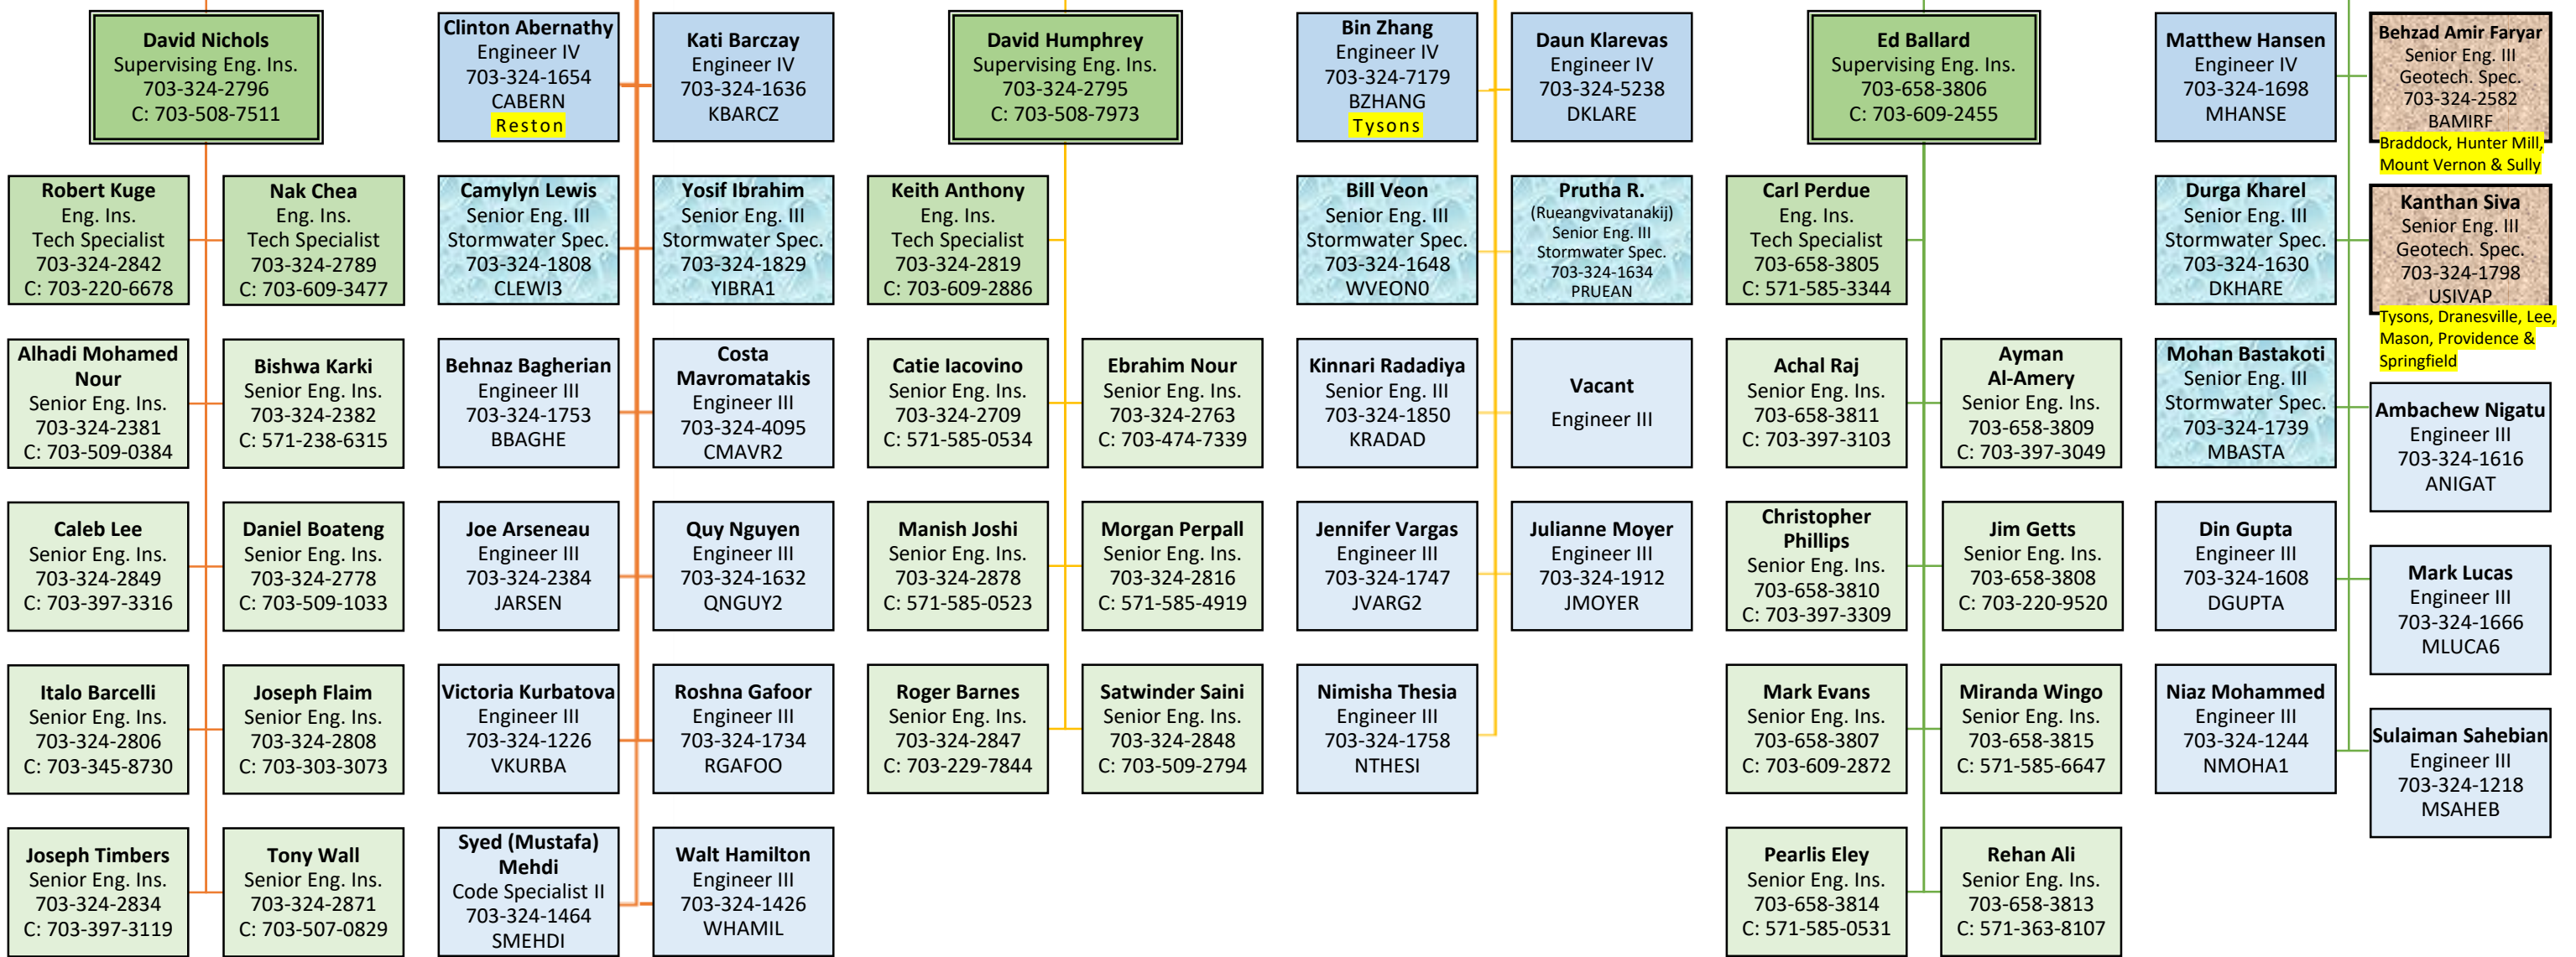 David Nichols
Supervising Eng. Ins.
703-324-2796
C: 703-508-7511
Robert Kuge
Eng. Ins.
Tech Specialist
703-324-2842
C: 703-220-6678
Nak Chea
Eng. Ins.
Tech Specialist
703-324-2789
C: 703-609-3477
Alhadi Mohamed
Nour
Senior Eng. Ins.
703-324-2381
C: 703-509-0384
Bishwa Karki
Senior Eng. Ins.
703-324-2382
C: 571-238-6315
Caleb Lee
Senior Eng. Ins.
703-324-2849
C: 703-397-3316
Daniel Boateng
Senior Eng. Ins.
703-324-2778
C: 703-509-1033
Italo Barcelli
Senior Eng. Ins.
703-324-2806
C: 703-345-8730
Joseph Flaim
Senior Eng. Ins.
703-324-2808
C: 703-303-3073
Joseph Timbers
Senior Eng. Ins.
703-324-2834
C: 703-397-3119
Tony Wall
Senior Eng. Ins.
703-324-2871
C: 703-507-0829
Clinton Abernathy
Engineer IV
703-324-1654
CABERN
Reston
Kati Barczay
Engineer IV
703-324-1636
KBARCZ
Camylyn Lewis
Senior Eng. III
Stormwater Spec.
703-324-1808
CLEWI3
Yosif Ibrahim
Senior Eng. III
Stormwater Spec.
703-324-1829
YIBRA1
Behnaz Bagherian
Engineer III
703-324-1753
BBAGHE
Costa
Mavromatakis
Engineer III
703-324-4095
CMAVR2
Joe Arseneau
Engineer III
703-324-2384
JARSEN
Quy Nguyen
Engineer III
703-324-1632
QNGUY2
Victoria Kurbatova
Engineer III
703-324-1226
VKURBA
Roshna Gafoor
Engineer III
703-324-1734
RGAFOO
Syed (Mustafa)
Mehdi
Code Specialist II
703-324-1464
SMEHDI
Walt Hamilton
Engineer III
703-324-1426
WHAMIL
David Humphrey
Supervising Eng. Ins.
703-324-2795
C: 703-508-7973
Keith Anthony
Eng. Ins.
Tech Specialist
703-324-2819
C: 703-609-2886
Catie Iacovino
Senior Eng. Ins.
703-324-2709
C: 571-585-0534
Ebrahim Nour
Senior Eng. Ins.
703-324-2763
C: 703-474-7339
Manish Joshi
Senior Eng. Ins.
703-324-2878
C: 571-585-0523
Morgan Perpall
Senior Eng. Ins.
703-324-2816
C: 571-585-4919
Roger Barnes
Senior Eng. Ins.
703-324-2847
C: 703-229-7844
Satwinder Saini
Senior Eng. Ins.
703-324-2848
C: 703-509-2794
Bin Zhang
Engineer IV
703-324-7179
BZHANG
Tysons
Daun Klarevas
Engineer IV
703-324-5238
DKLARE
Bill Veon
Senior Eng. III
Stormwater Spec.
703-324-1648
WVEON0
Prutha R.
(Rueangvivatanakij)
Senior Eng. III
Stormwater Spec.
703-324-1634
PRUEAN
Kinnari Radadiya
Senior Eng. III
703-324-1850
KRADAD
Vacant
Engineer III
Jennifer Vargas
Engineer III
703-324-1747
JVARG2
Julianne Moyer
Engineer III
703-324-1912
JMOYER
Nimisha Thesia
Engineer III
703-324-1758
NTHESI
Ed Ballard
Supervising Eng. Ins.
703-658-3806
C: 703-609-2455
Carl Perdue
Eng. Ins.
Tech Specialist
703-658-3805
C: 571-585-3344
Achal Raj
Senior Eng. Ins.
703-658-3811
C: 703-397-3103
Ayman
Al-Amery
Senior Eng. Ins.
703-658-3809
C: 703-397-3049
Christopher
Phillips
Senior Eng. Ins.
703-658-3810
C: 703-397-3309
Jim Getts
Senior Eng. Ins.
703-658-3808
C: 703-220-9520
Mark Evans
Senior Eng. Ins.
703-658-3807
C: 703-609-2872
Miranda Wingo
Senior Eng. Ins.
703-658-3815
C: 571-585-6647
Pearlis Eley
Senior Eng. Ins.
703-658-3814
C: 571-585-0531
Rehan Ali
Senior Eng. Ins.
703-658-3813
C: 571-363-8107
Matthew Hansen
Engineer IV
703-324-1698
MHANSE
Behzad Amir Faryar
Senior Eng. III
Geotech. Spec.
703-324-2582
BAMIRF
Braddock, Hunter Mill,
Mount Vernon & Sully
Durga Kharel
Senior Eng. III
Stormwater Spec.
703-324-1630
DKHARE
Kanthan Siva
Senior Eng. III
Geotech. Spec.
703-324-1798
USIVAP
Tysons, Dranesville, Lee,
Mason, Providence &
Springfield
Mohan Bastakoti
Senior Eng. III
Stormwater Spec.
703-324-1739
MBASTA
Ambachew Nigatu
Engineer III
703-324-1616
ANIGAT
Din Gupta
Engineer III
703-324-1608
DGUPTA
Mark Lucas
Engineer III
703-324-1666
MLUCA6
Niaz Mohammed
Engineer III
703-324-1244
NMOHA1
Sulaiman Sahebian
Engineer III
703-324-1218
MSAHEB